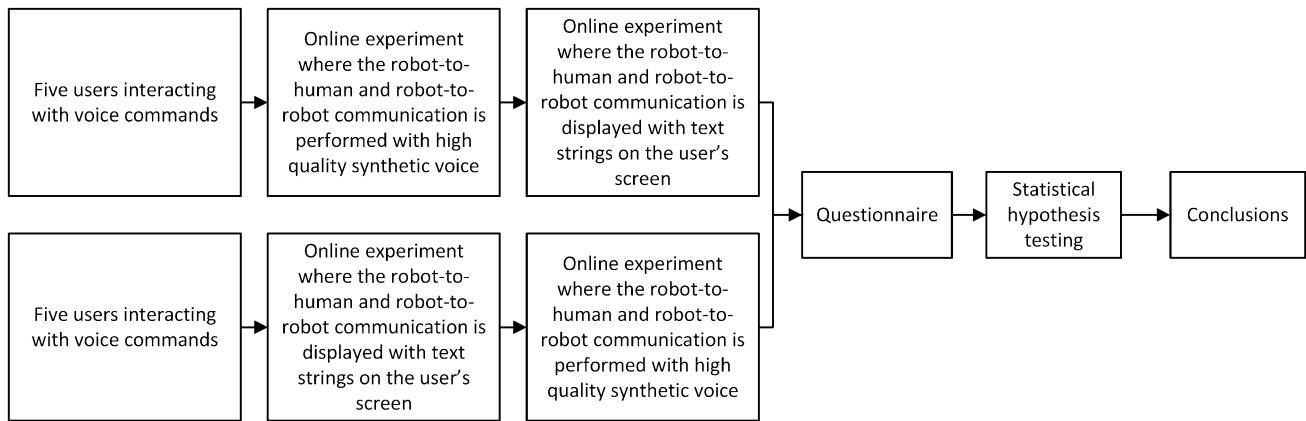 Five users interacting
with voice commands
Online experiment
where the robot-to-
human and robot-to-
robot communication is
performed with high
quality synthetic voice
Online experiment
where the robot-to-
human and robot-to-
robot communication is
displayed with text
strings on the user’s
screen
Five users interacting
with voice commands
Online experiment
where the robot-to-
human and robot-to-
robot communication is
displayed with text
strings on the user’s
screen
Online experiment
where the robot-to-
human and robot-to-
robot communication is
performed with high
quality synthetic voice
Questionnaire
Statistical
hypothesis
testing
Conclusions